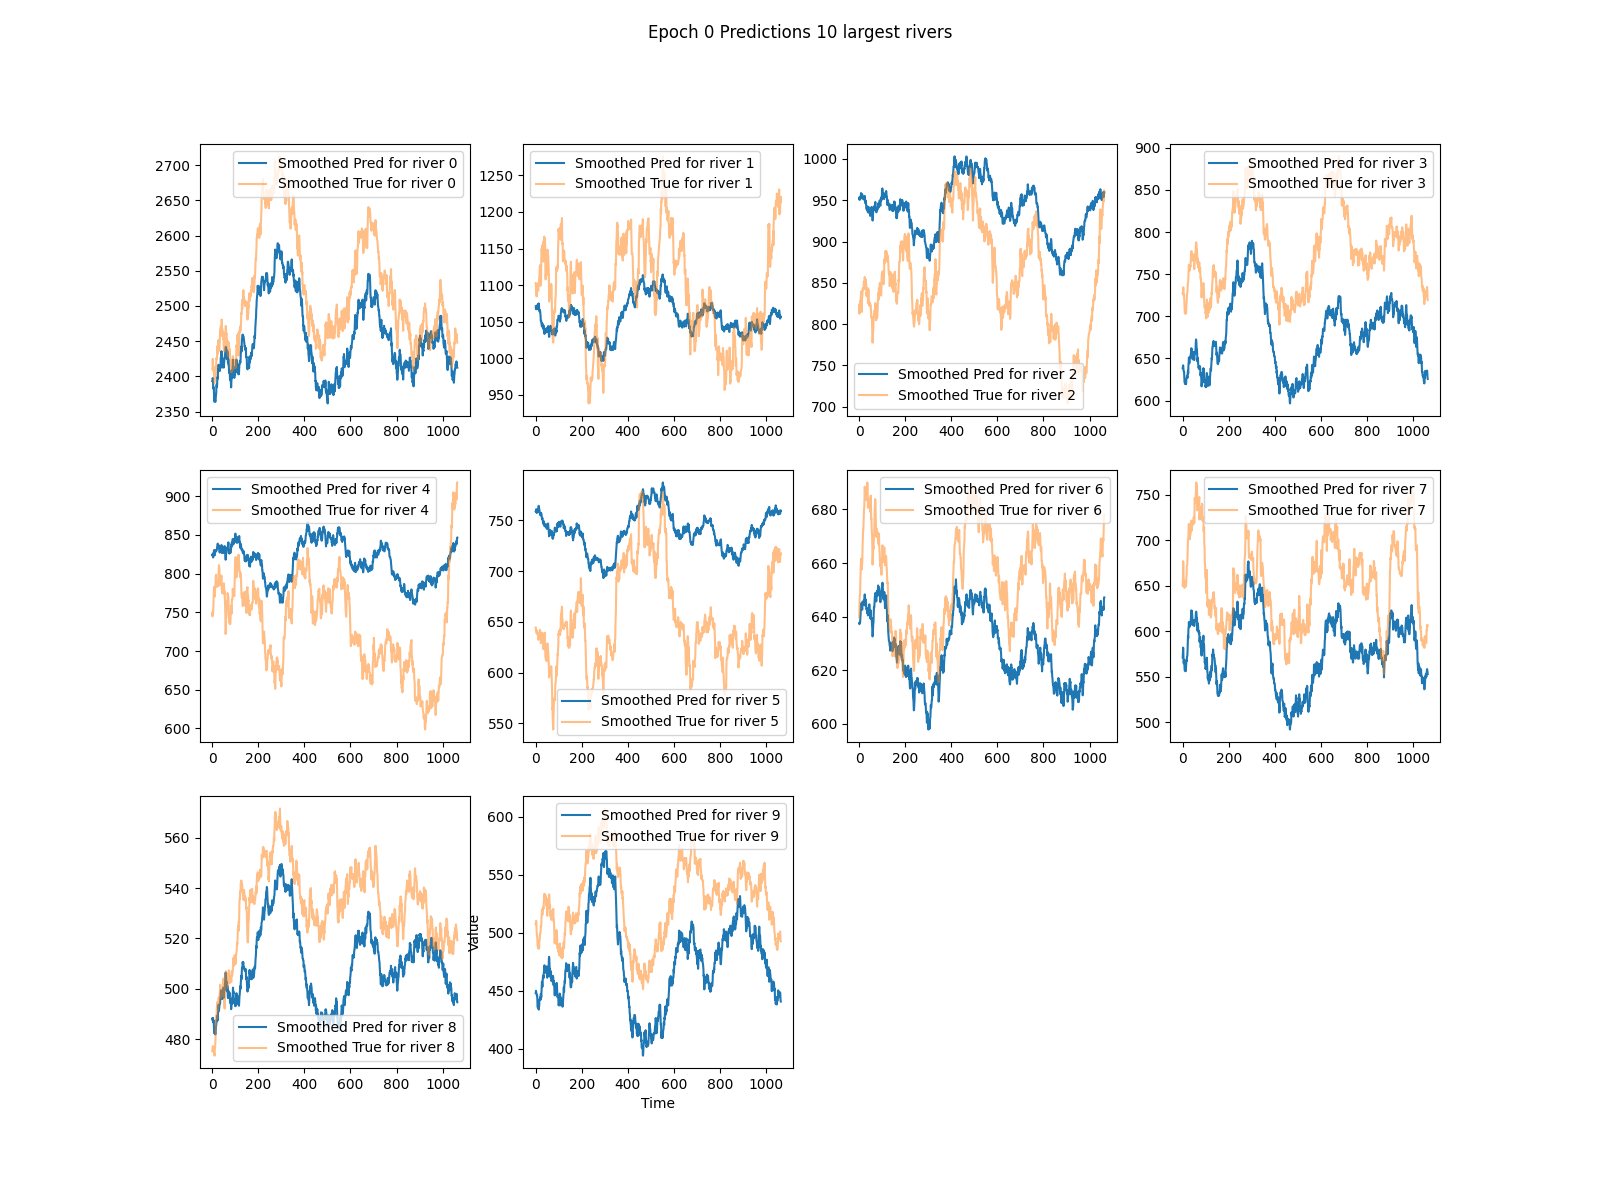 Epoch 0 Predictions 10 largest rivers
Smoothed Pred for river 0
Smoothed True for river 0
2700
2650
2600
2550
2500
2450
2400
2350
0 200 400 600 800 1000
Smoothed Pred for river 1
Smoothed True for river 1
1250
1200
1150
1100
1050
1000
950
0 200 400 600 800 1000
1000
950
900
850
800
750
700
Smoothed Pred for river 2
Smoothed True for river 2
0 200 400 600 800 1000
Smoothed Pred for river 3
Smoothed True for river 3
900
850
800
750
700
650
600
0 200 400 600 800 1000
Smoothed Pred for river 4
Smoothed True for river 4
900
850
800
750
700
650
600
0 200 400 600 800 1000
750
700
650
600
550
Smoothed Pred for river 5
Smoothed True for river 5
0 200 400 600 800 1000
Smoothed Pred for river 6
Smoothed True for river 6
680
660
640
620
600
0 200 400 600 800 1000
Smoothed Pred for river 7
Smoothed True for river 7
750
700
650
600
550
500
0 200 400 600 800 1000
560
540
520
500
480
Smoothed Pred for river 8
Smoothed True for river 8
0 200 400 600 800 1000
Smoothed Pred for river 9
Smoothed True for river 9
600
550
500
450
400
Value
0 200 400 600 800 1000
Time